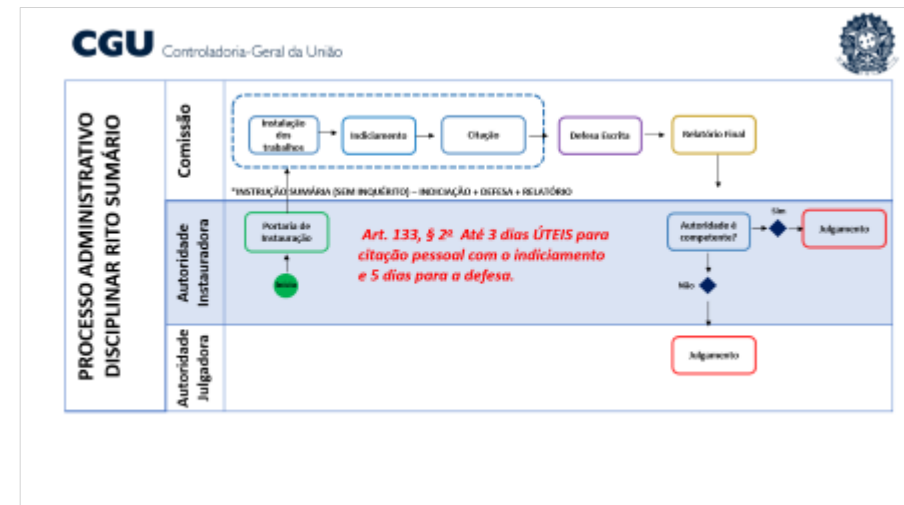 CGU Controladoria-Geral da União
PROCESSO ADMINISTRATIVO
DISCIPLINAR RITO SUMÁRIO
Comissão
Instalação
dos
trabalhos
Indiciamento
Citação
Defesa Escrita
Relatório Final
*INSTRUÇÃO SUMÁRIA (SEM INQUÉRITO) – INDICIAÇÃO + DEFESA + RELATÓRIO
Autoridade
Instauradora
Portaria de
Instauração
Início
Art. 133, § 2º Até 3 dias ÚTEIS para
citação pessoal com o indiciamento
e 5 dias para a defesa.
Autoridade é
competente?
Sim
Julgamento
Não
Autoridade
Julgadora
Julgamento